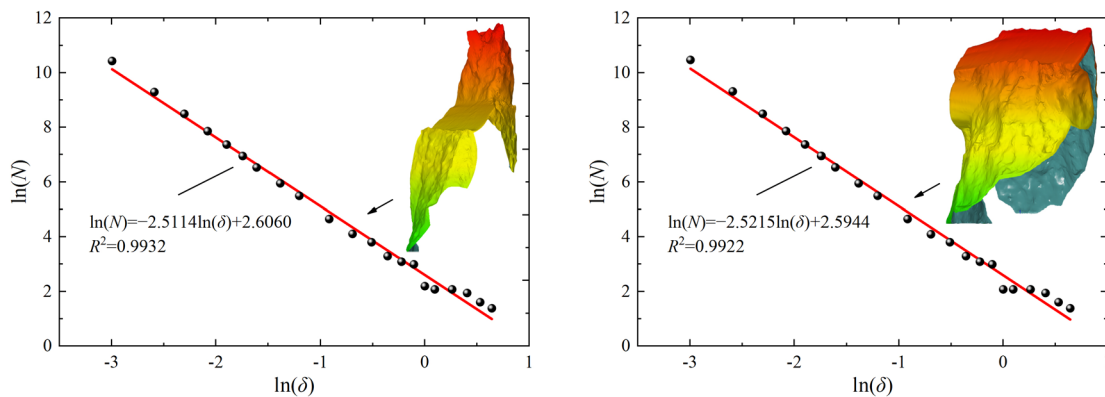 12
10
8
6
4
2
0
ln(N)
ln(N)=−2.5114ln(δ)+2.6060
R²=0.9932
-3
-2
-1
0
1
ln(δ)
12
10
8
6
4
2
0
ln(N)
ln(N)=−2.5215ln(δ)+2.5944
R²=0.9922
-3
-2
-1
0
ln(δ)